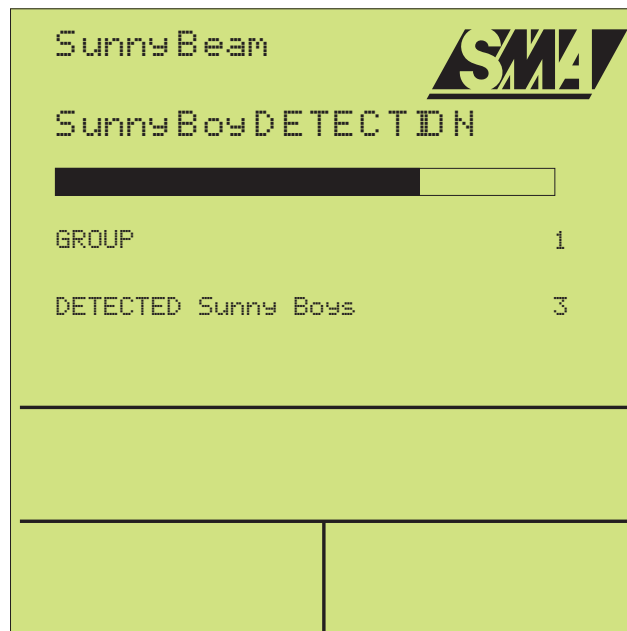 Sunny Beam
SMA
Sunny Boy DETECTION
GROUP 1
DETECTED Sunny Boys 3